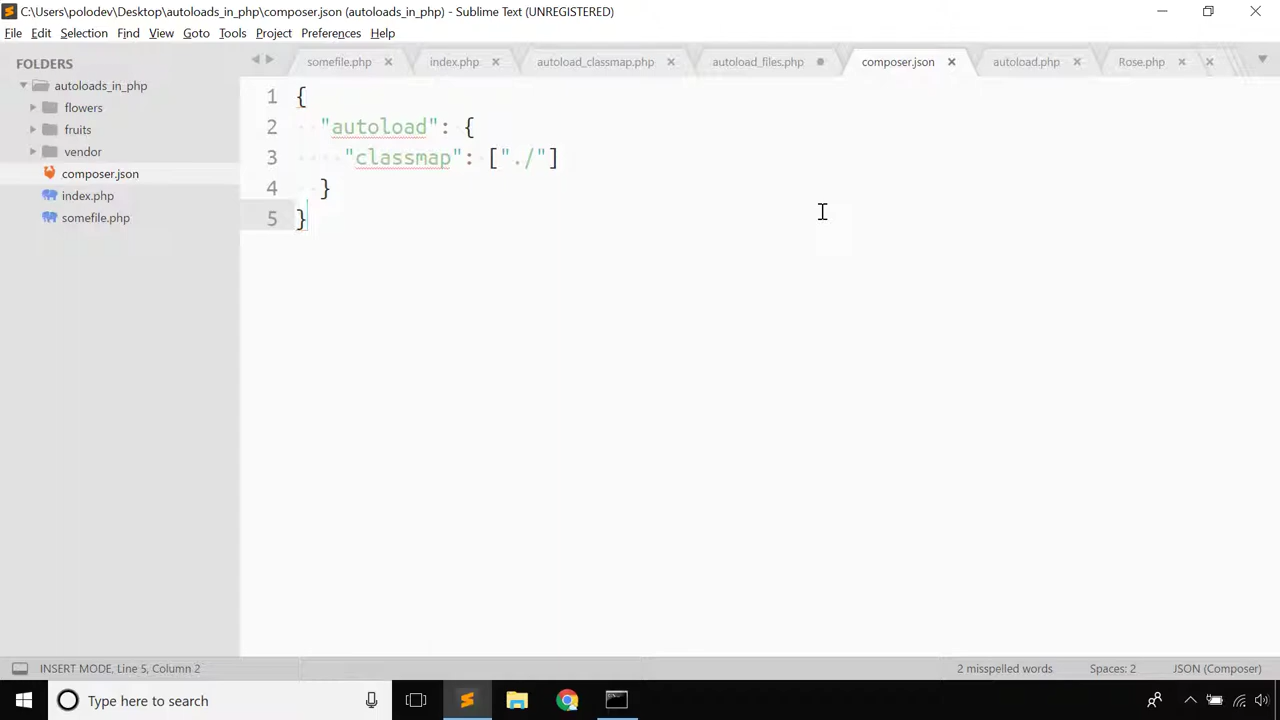 C:\Users\polodev\Desktop\autoloads_in_php\composer.json (autoloads_in_php) - Sublime Text (UNREGISTERED)
File Edit Selection Find View Goto Tools Project Preferences Help
FOLDERS
autoloads_in_php
flowers
fruits
vendor
composer.json
index.php
somefile.php
somefile.php index.php autoload_classmap.php autoload_files.php composer.json autoload.php Rose.php
1 {
2 "autoload": {
3 "classmap": ["./"]
4 }
5 }
INSERT MODE, Line 5, Column 2 2 misspelled words Spaces: 2 JSON (Composer)
Type here to search